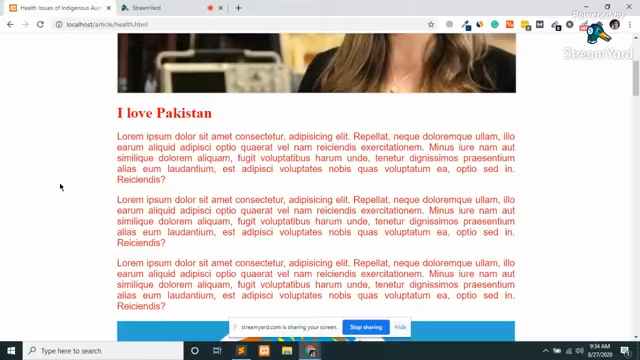 Health Issues of Indigenous Aus
StreamYard
localhost/article/health.html
Powered by
StreamYard
I love Pakistan
Lorem ipsum dolor sit amet consectetur, adipisicing elit. Repellat, neque doloremque ullam, illo
earum aliquid adipisci optio quaerat vel nam reiciendis exercitationem. Minus iure nam aut
similique dolorem aliquam, fugit voluptatibus harum unde, tenetur dignissimos praesentium
alias eum laudantium, est adipisci voluptates nobis quas voluptatum ea, optio sed in.
Reiciendis?
Lorem ipsum dolor sit amet consectetur, adipisicing elit. Repellat, neque doloremque ullam, illo
earum aliquid adipisci optio quaerat vel nam reiciendis exercitationem. Minus iure nam aut
similique dolorem aliquam, fugit voluptatibus harum unde, tenetur dignissimos praesentium
alias eum laudantium, est adipisci voluptates nobis quas voluptatum ea, optio sed in.
Reiciendis?
Lorem ipsum dolor sit amet consectetur, adipisicing elit. Repellat, neque doloremque ullam, illo
earum aliquid adipisci optio quaerat vel nam reiciendis exercitationem. Minus iure nam aut
similique dolorem aliquam, fugit voluptatibus harum unde, tenetur dignissimos praesentium
alias eum laudantium, est adipisci voluptates nobis quas voluptatum ea, optio sed in.
Reiciendis?
streamyard.com is sharing your screen.
Stop sharing
Hide
Type here to search
9:34 AM
8/27/2020